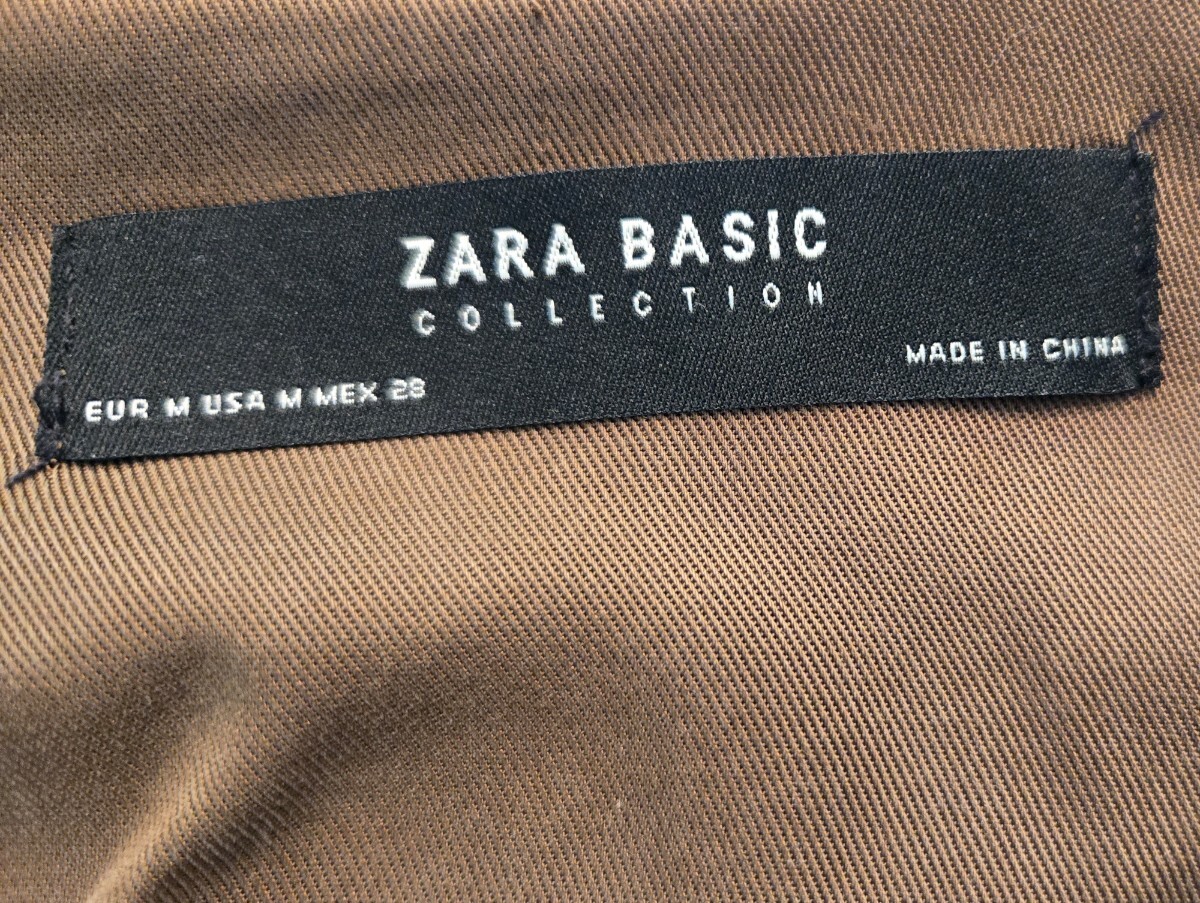 ZARA BASIC
COLLECTION
MADE IN CHINA
EUR M USA M MEX 28